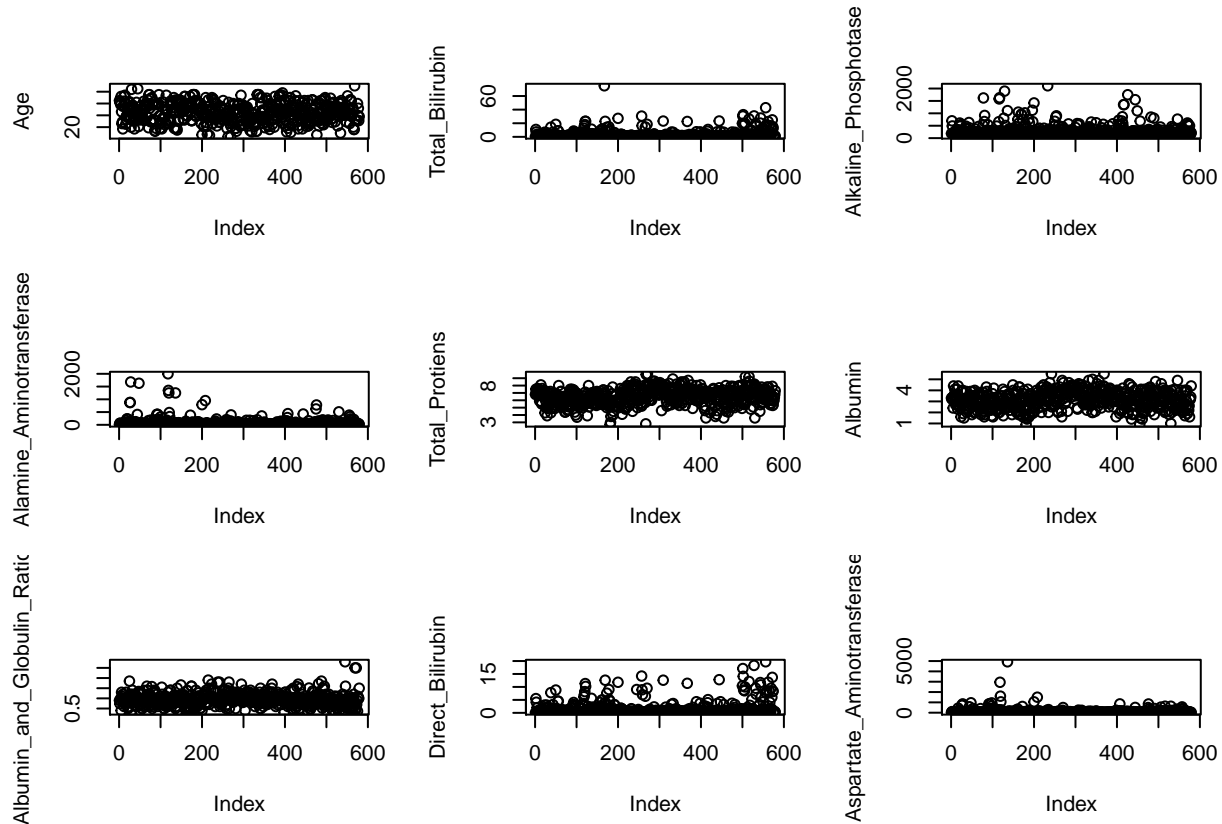 Age
20
0 200 400 600
Index
Total_Bilirubin
0 60
0 200 400 600
Index
Alkaline_Phosphotase
0 2000
0 200 400 600
Index
Alamine_Aminotransferase
0 2000
0 200 400 600
Index
Total_Protiens
3 8
0 200 400 600
Index
Albumin
1 4
0 200 400 600
Index
Albumin_and_Globulin_Ratio
0.5
0 200 400 600
Index
Direct_Bilirubin
0 15
0 200 400 600
Index
Aspartate_Aminotransferase
0 5000
0 200 400 600
Index